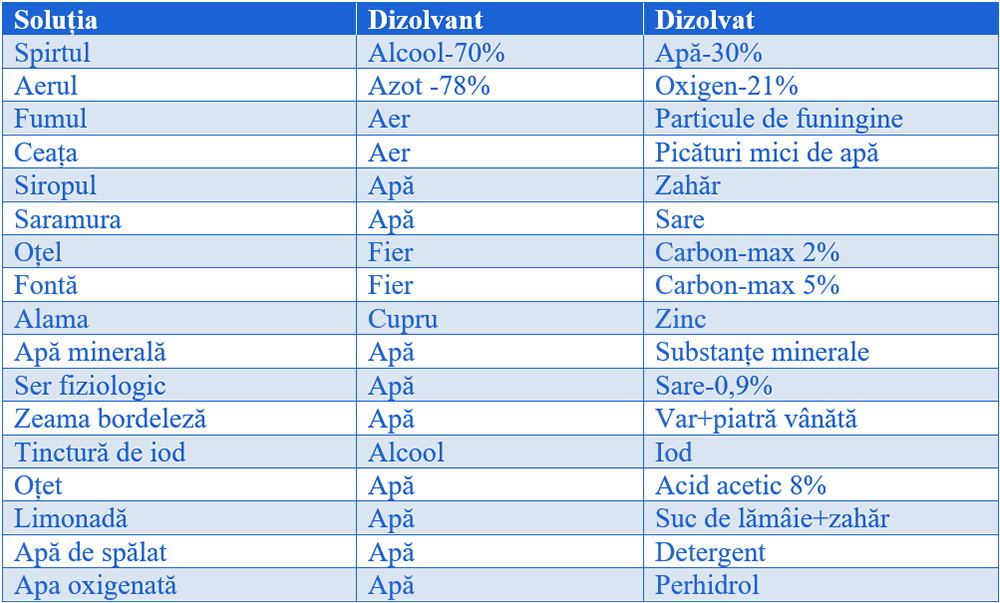 Soluția Dizolvant Dizolvat
Spirtul Alcool-70% Apă-30%
Aerul Azot -78% Oxigen-21%
Fumul Aer Particule de funingine
Ceața Aer Picături mici de apă
Siropul Apă Zahăr
Saramura Apă Sare
Oțel Fier Carbon-max 2%
Fontă Fier Carbon-max 5%
Alama Cupru Zinc
Apă minerală Apă Substanțe minerale
Ser fiziologic Apă Sare-0,9%
Zeama bordeleză Apă Var+piatră vânătă
Tinctură de iod Alcool Iod
Oțet Apă Acid acetic 8%
Limonadă Apă Suc de lămâie+zahăr
Apă de spălat Apă Detergent
Apa oxigenată Apă Perhidrol